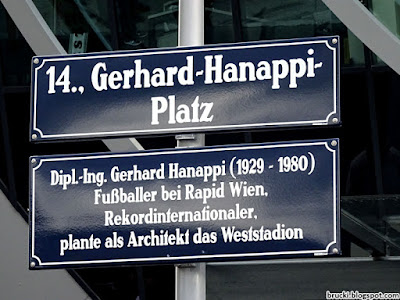 14., Gerhard-Hanappi-
Platz
Dipl.-Ing. Gerhard Hanappi (1929 - 1980)
Fußballer bei Rapid Wien,
Rekordinternationaler,
plante als Architekt das Weststadion
brucki.blogspot.com